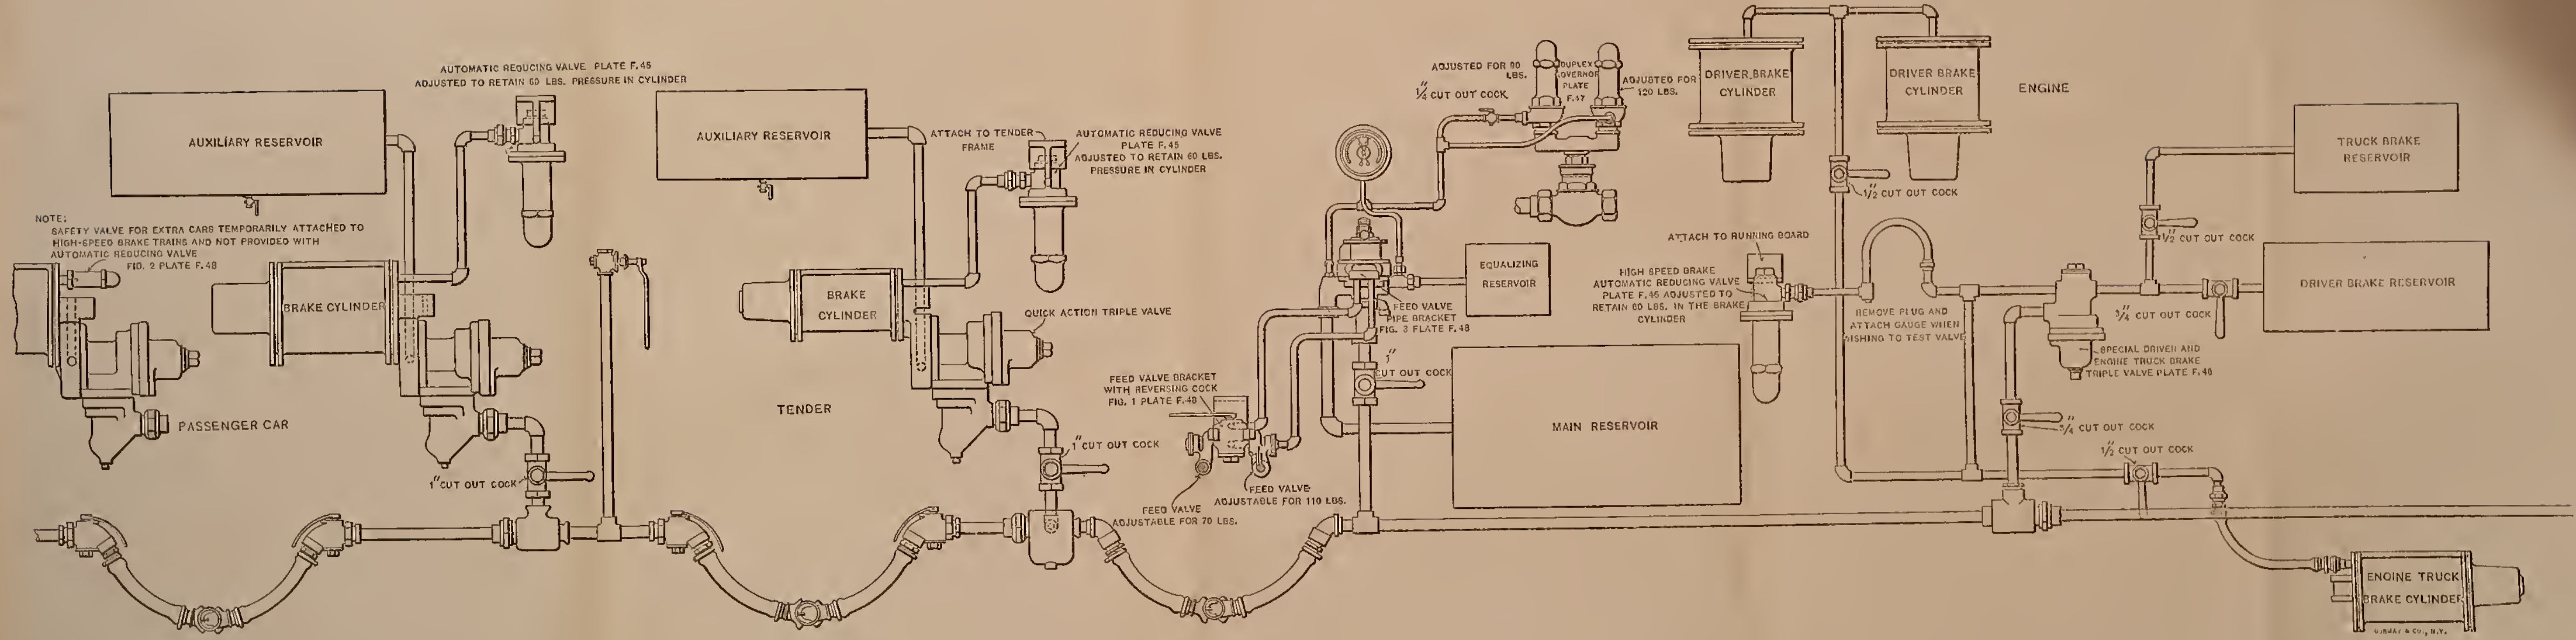 AUTOMATIC REDUCING VALVE PLATE F.45
ADJUSTED TO RETAIN 60 LBS. PRESSURE IN CYLINDER
AUXILIARY RESERVOIR
NOTE:
SAFETY VALVE FOR EXTRA CARS TEMPORARILY ATTACHED TO
HIGH-SPEED BRAKE TRAINS AND NOT PROVIDED WITH
AUTOMATIC REDUCING VALVE
FIG. 2 PLATE F.48
BRAKE CYLINDER
PASSENGER CAR
1" CUT OUT COCK
AUXILIARY RESERVOIR
ATTACH TO TENDER
FRAME
AUTOMATIC REDUCING VALVE
PLATE F.45
ADJUSTED TO RETAIN 60 LBS.
PRESSURE IN CYLINDER
BRAKE
CYLINDER
QUICK ACTION TRIPLE VALVE
TENDER
1" CUT OUT COCK
FEED VALVE BRACKET
WITH REVERSING COCK
FIG. 1 PLATE F.48
FEED VALVE
ADJUSTABLE FOR 110 LBS.
FEED VALVE
ADJUSTABLE FOR 70 LBS.
ADJUSTED FOR 90
LBS.
DUPLEX
GOVERNOR
PLATE
F.47
ADJUSTED FOR
120 LBS.
1/4" CUT OUT COCK
EQUALIZING
RESERVOIR
FEED VALVE
PIPE BRACKET
FIG. 3 PLATE F.48
1"
CUT OUT COCK
MAIN RESERVOIR
DRIVER BRAKE
CYLINDER
DRIVER BRAKE
CYLINDER
ENGINE
1/2" CUT OUT COCK
ATTACH TO RUNNING BOARD
HIGH SPEED BRAKE
AUTOMATIC REDUCING VALVE
PLATE F.45 ADJUSTED TO
RETAIN 60 LBS. IN THE BRAKE
CYLINDER
REMOVE PLUG AND
ATTACH GAUGE WHEN
WISHING TO TEST VALVE
TRUCK BRAKE
RESERVOIR
1/2" CUT OUT COCK
DRIVER BRAKE RESERVOIR
3/4" CUT OUT COCK
SPECIAL DRIVER AND
ENGINE TRUCK BRAKE
TRIPLE VALVE PLATE F.46
3/4" CUT OUT COCK
1/2" CUT OUT COCK
ENGINE TRUCK
BRAKE CYLINDER
& CO., N.Y.